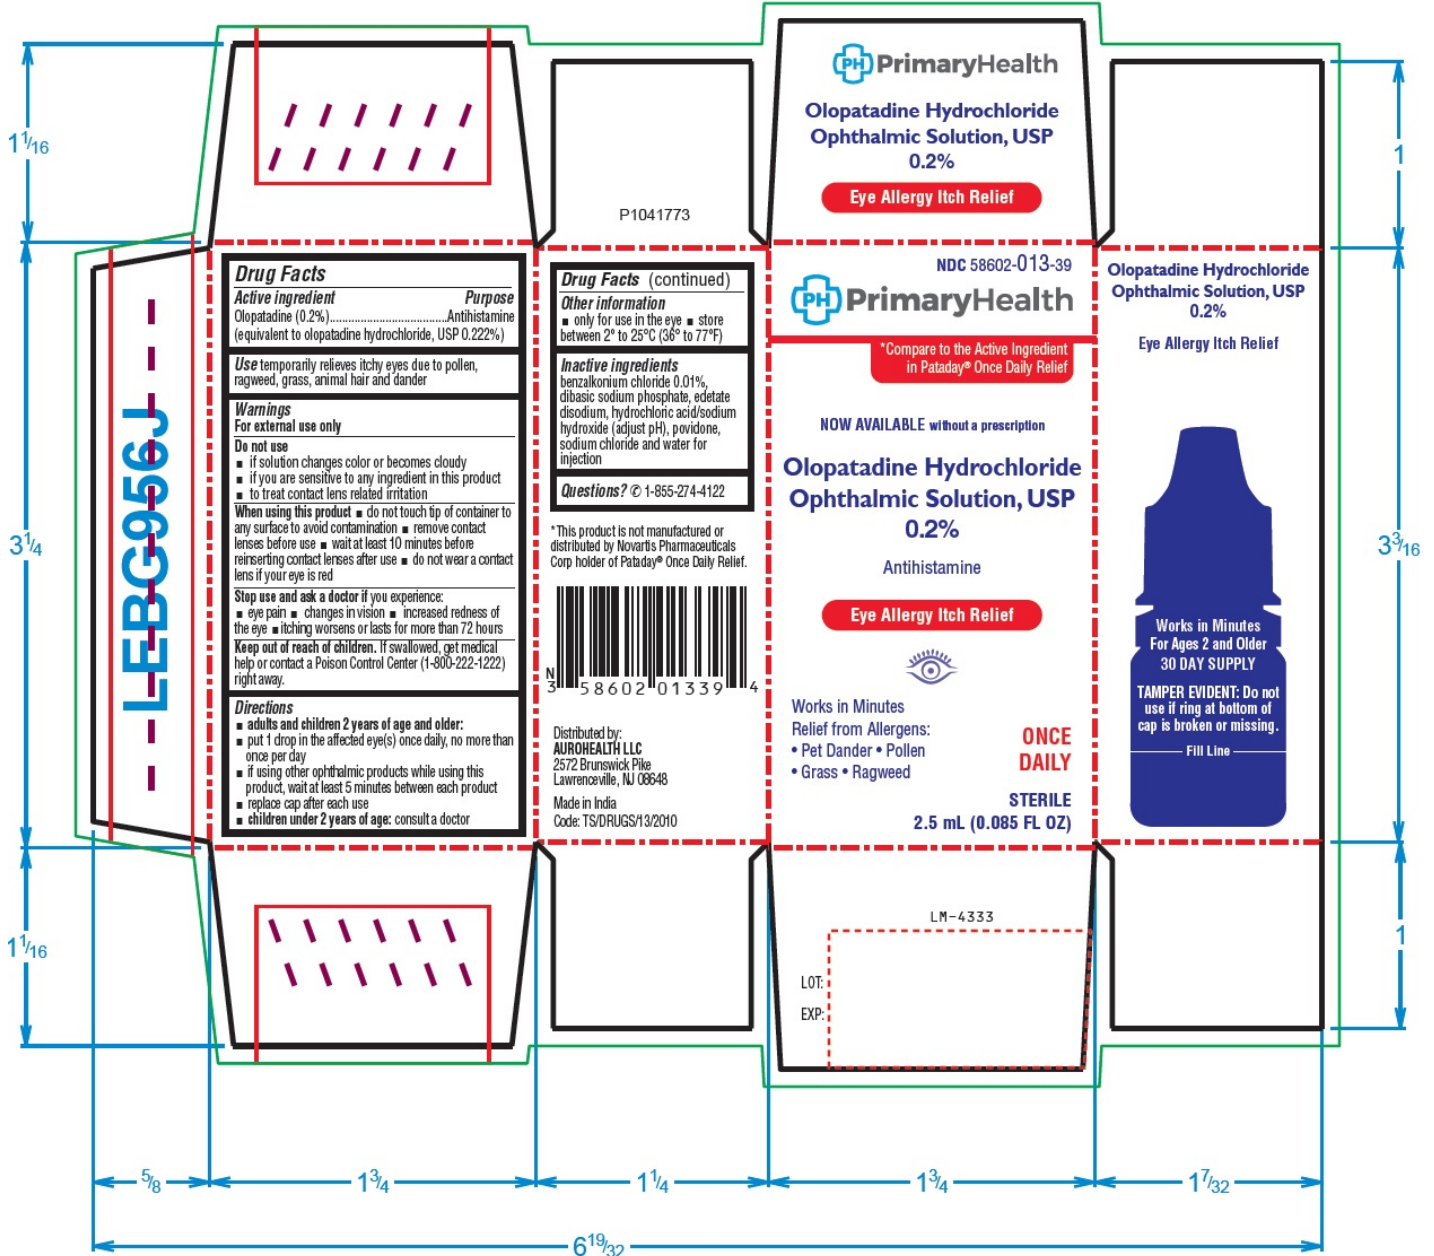 PH PrimaryHealth
Olopatadine Hydrochloride
Ophthalmic Solution, USP
0.2%
Eye Allergy Itch Relief
P1041773
1 1/16
3 1/4
1 1/16
LEBG956J
Drug Facts
Active ingredient Purpose
Olopatadine (0.2%)........................................Antihistamine
(equivalent to olopatadine hydrochloride, USP 0.222%)
Use temporarily relieves itchy eyes due to pollen,
ragweed, grass, animal hair and dander
Warnings
For external use only
Do not use
■ if solution changes color or becomes cloudy
■ if you are sensitive to any ingredient in this product
■ to treat contact lens related irritation
When using this product ■ do not touch tip of container to
any surface to avoid contamination ■ remove contact
lenses before use ■ wait at least 10 minutes before
reinserting contact lenses after use ■ do not wear a contact
lens if your eye is red
Stop use and ask a doctor if you experience:
■ eye pain ■ changes in vision ■ increased redness of
the eye ■ itching worsens or lasts for more than 72 hours
Keep out of reach of children. If swallowed, get medical
help or contact a Poison Control Center (1-800-222-1222)
right away.
Directions
■ adults and children 2 years of age and older:
■ put 1 drop in the affected eye(s) once daily, no more than
once per day
■ if using other ophthalmic products while using this
product, wait at least 5 minutes between each product
■ replace cap after each use
■ children under 2 years of age: consult a doctor
Drug Facts (continued)
Other information
■ only for use in the eye ■ store
between 2° to 25°C (36° to 77°F)
Inactive ingredients
benzalkonium chloride 0.01%,
dibasic sodium phosphate, edetate
disodium, hydrochloric acid/sodium
hydroxide (adjust pH), povidone,
sodium chloride and water for
injection
Questions? ✆ 1-855-274-4122
*This product is not manufactured or
distributed by Novartis Pharmaceuticals
Corp holder of Pataday® Once Daily Relief.
N
3 58602 01339 4
Distributed by:
AUROHEALTH LLC
2572 Brunswick Pike
Lawrenceville, NJ 08648
Made in India
Code: TS/DRUGS/13/2010
NDC 58602-013-39
PH PrimaryHealth
*Compare to the Active Ingredient
in Pataday® Once Daily Relief
NOW AVAILABLE without a prescription
Olopatadine Hydrochloride
Ophthalmic Solution, USP
0.2%
Antihistamine
Eye Allergy Itch Relief
Works in Minutes
Relief from Allergens:
• Pet Dander • Pollen
• Grass • Ragweed
ONCE
DAILY
STERILE
2.5 mL (0.085 FL OZ)
LM-4333
LOT:
EXP:
Olopatadine Hydrochloride
Ophthalmic Solution, USP
0.2%
Eye Allergy Itch Relief
Works in Minutes
For Ages 2 and Older
30 DAY SUPPLY
TAMPER EVIDENT: Do not
use if ring at bottom of
cap is broken or missing.
Fill Line
1
3 3/16
1
5/8
1 3/4
1 1/4
1 3/4
1 7/32
6 19/32